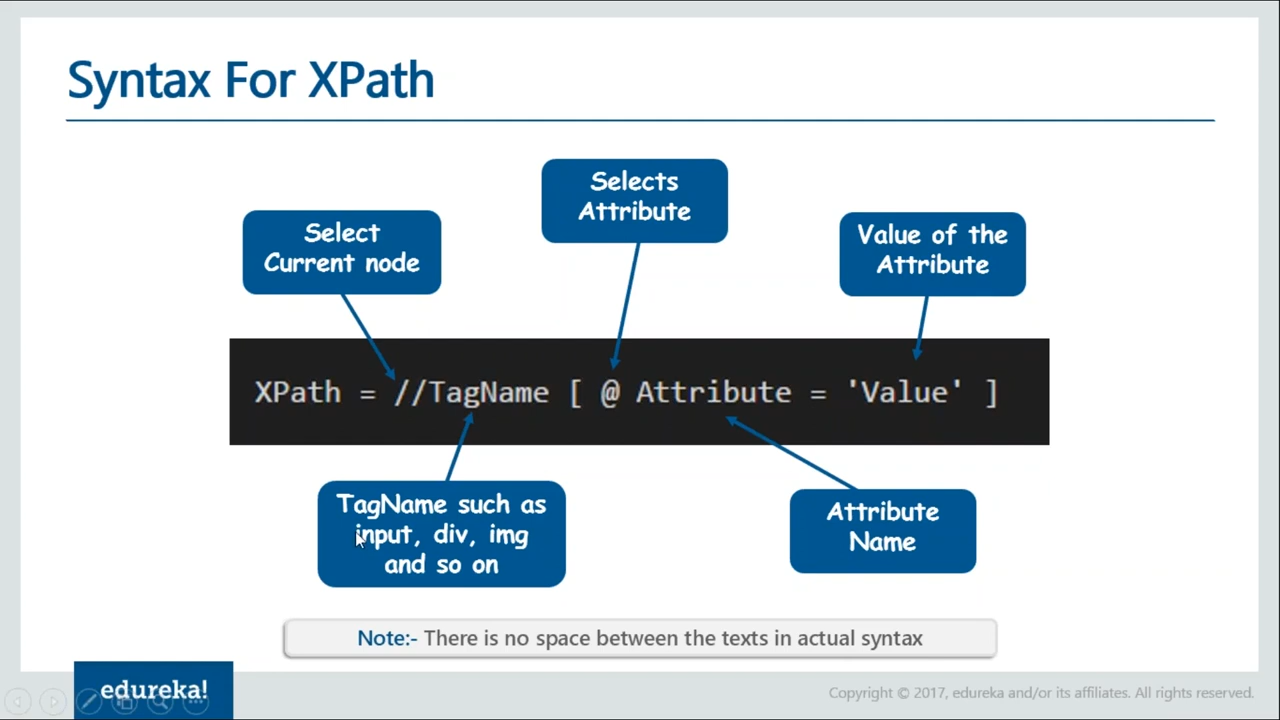 Syntax For XPath
Selects
Attribute
Select
Current node
Value of the
Attribute
XPath = //TagName [ @ Attribute = 'Value' ]
TagName such as
input, div, img
and so on
Attribute
Name
Note:- There is no space between the texts in actual syntax
edureka!
Copyright © 2017, edureka and/or its affiliates. All rights reserved.